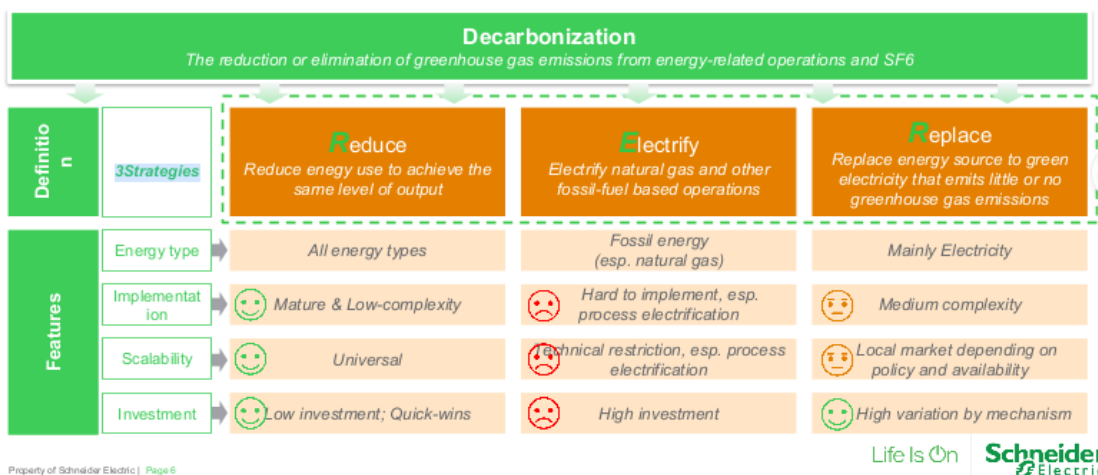 Decarbonization
The reduction or elimination of greenhouse gas emissions from energy-related operations and SF6
Definitio
n
3Strategies
Reduce
Reduce energy use to achieve the
same level of output
Electrify
Electrify natural gas and other
fossil-fuel based operations
Replace
Replace energy source to green
electricity that emits little or no
greenhouse gas emissions
Features
Energy type
All energy types
Fossil energy
(esp. natural gas)
Mainly Electricity
Implementat
ion
Mature & Low-complexity
Hard to implement, esp.
process electrification
Medium complexity
Scalability
Universal
Technical restriction, esp. process
electrification
Local market depending on
policy and availability
Investment
Low investment; Quick-wins
High investment
High variation by mechanism
Property of Schneider Electric | Page 6
Life Is On
Schneider
Electric